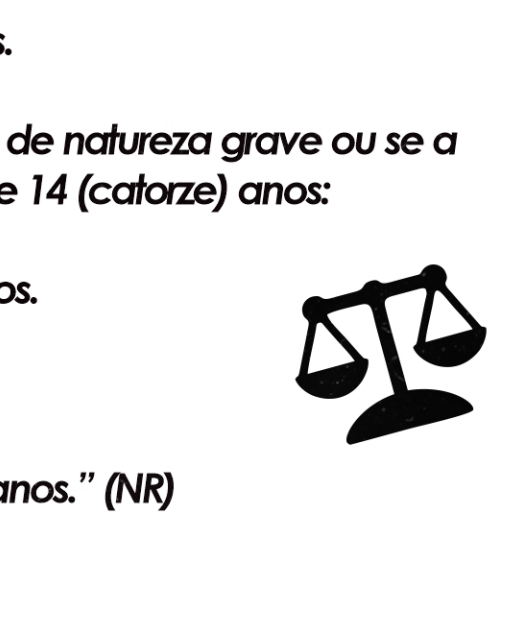 s.
de natureza grave ou se a
e 14 (catorze) anos:
os.
anos.” (NR)